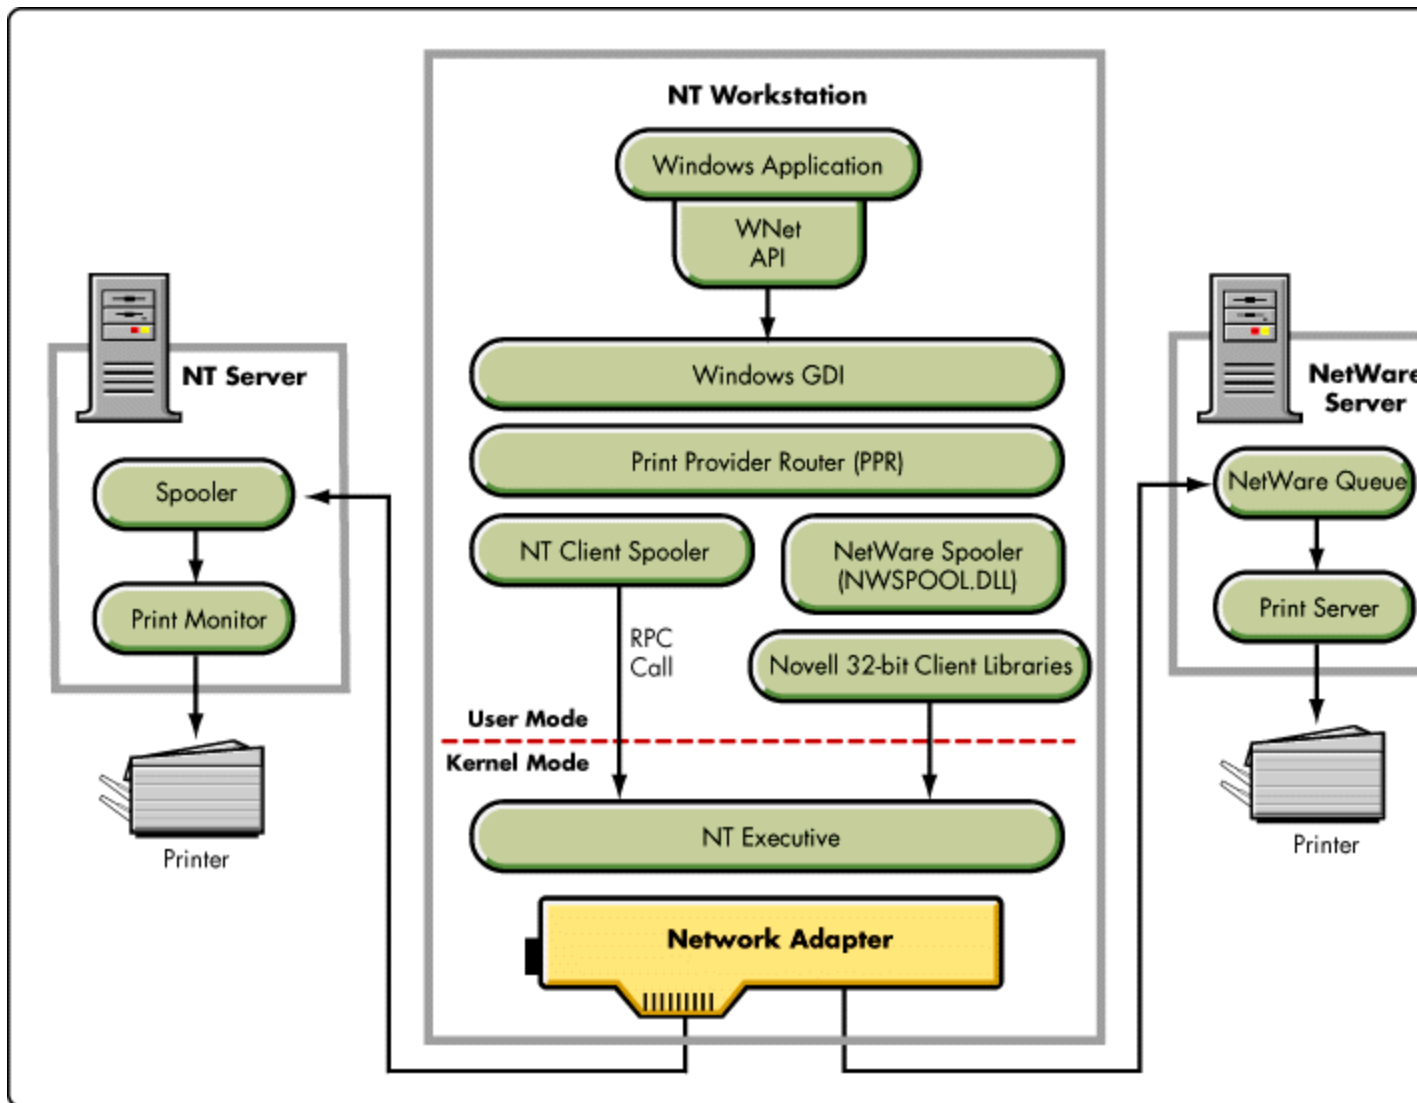 NT Workstation
Windows Application
WNet
API
Windows GDI
Print Provider Router (PPR)
NT Client Spooler
NetWare Spooler
(NWSPOOL.DLL)
RPC
Call
Novell 32-bit Client Libraries
User Mode
Kernel Mode
NT Executive
Network Adapter
NT Server
Spooler
Print Monitor
Printer
NetWare
Server
NetWare Queue
Print Server
Printer